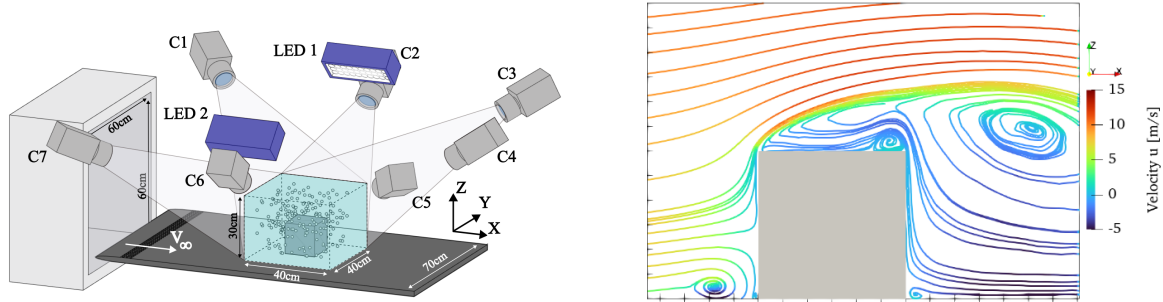 C1
LED 1
C2
C3
60cm
LED 2
C7
C4
60cm
C6
C5
Z
Y
X
30cm
V∞
40cm
40cm
70cm
Z
Y
X
15
10
5
0
-5
Velocity u [m/s]